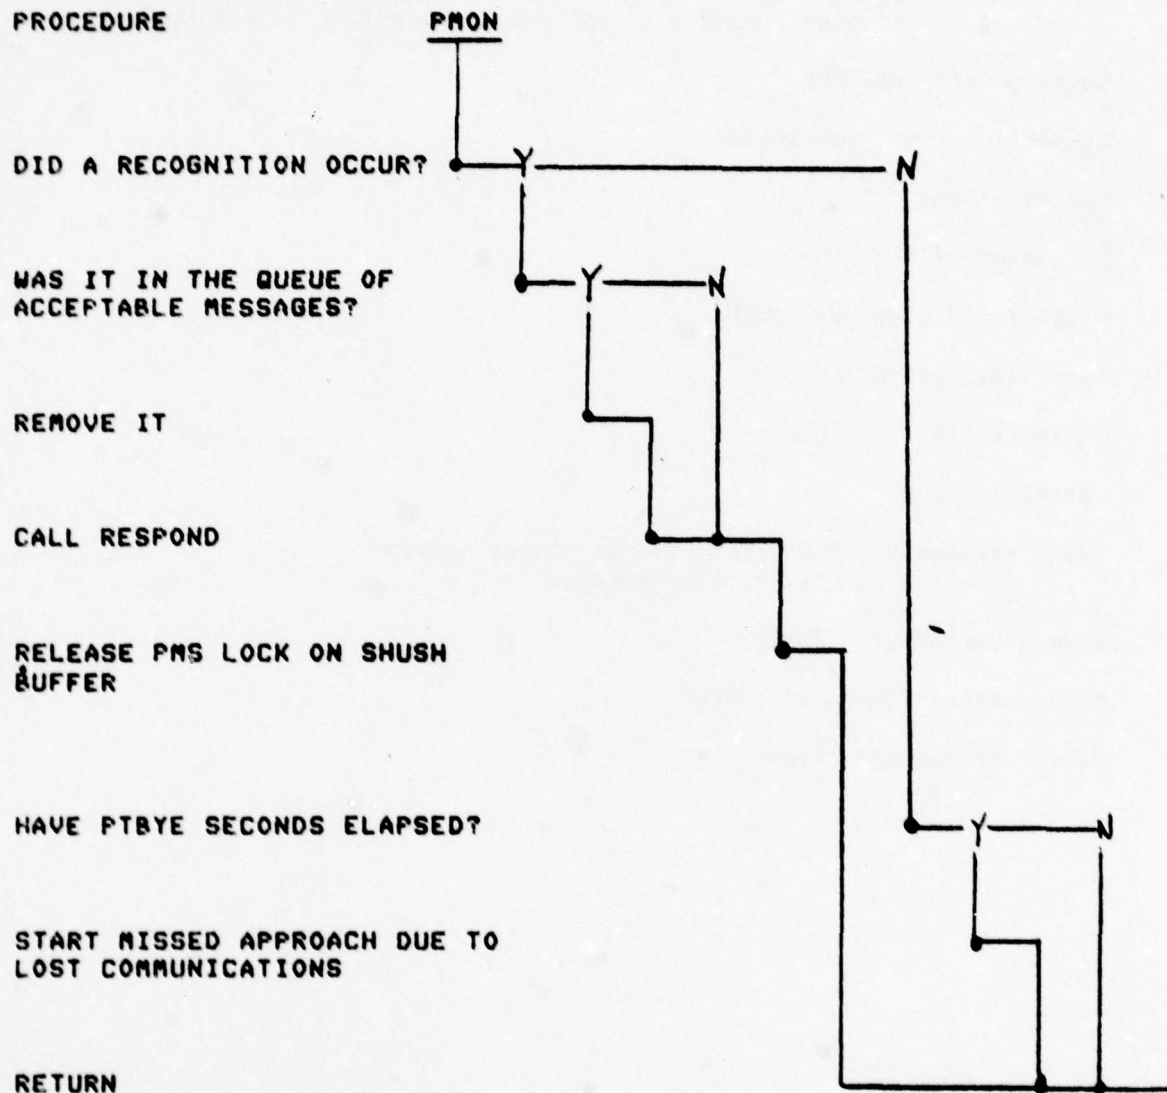 PROCEDURE PMON
DID A RECOGNITION OCCUR? Y N
WAS IT IN THE QUEUE OF
ACCEPTABLE MESSAGES? Y N
REMOVE IT
CALL RESPOND
RELEASE PMS LOCK ON SHUSH
BUFFER
HAVE PTBYE SECONDS ELAPSED? Y N
START MISSED APPROACH DUE TO
LOST COMMUNICATIONS
RETURN